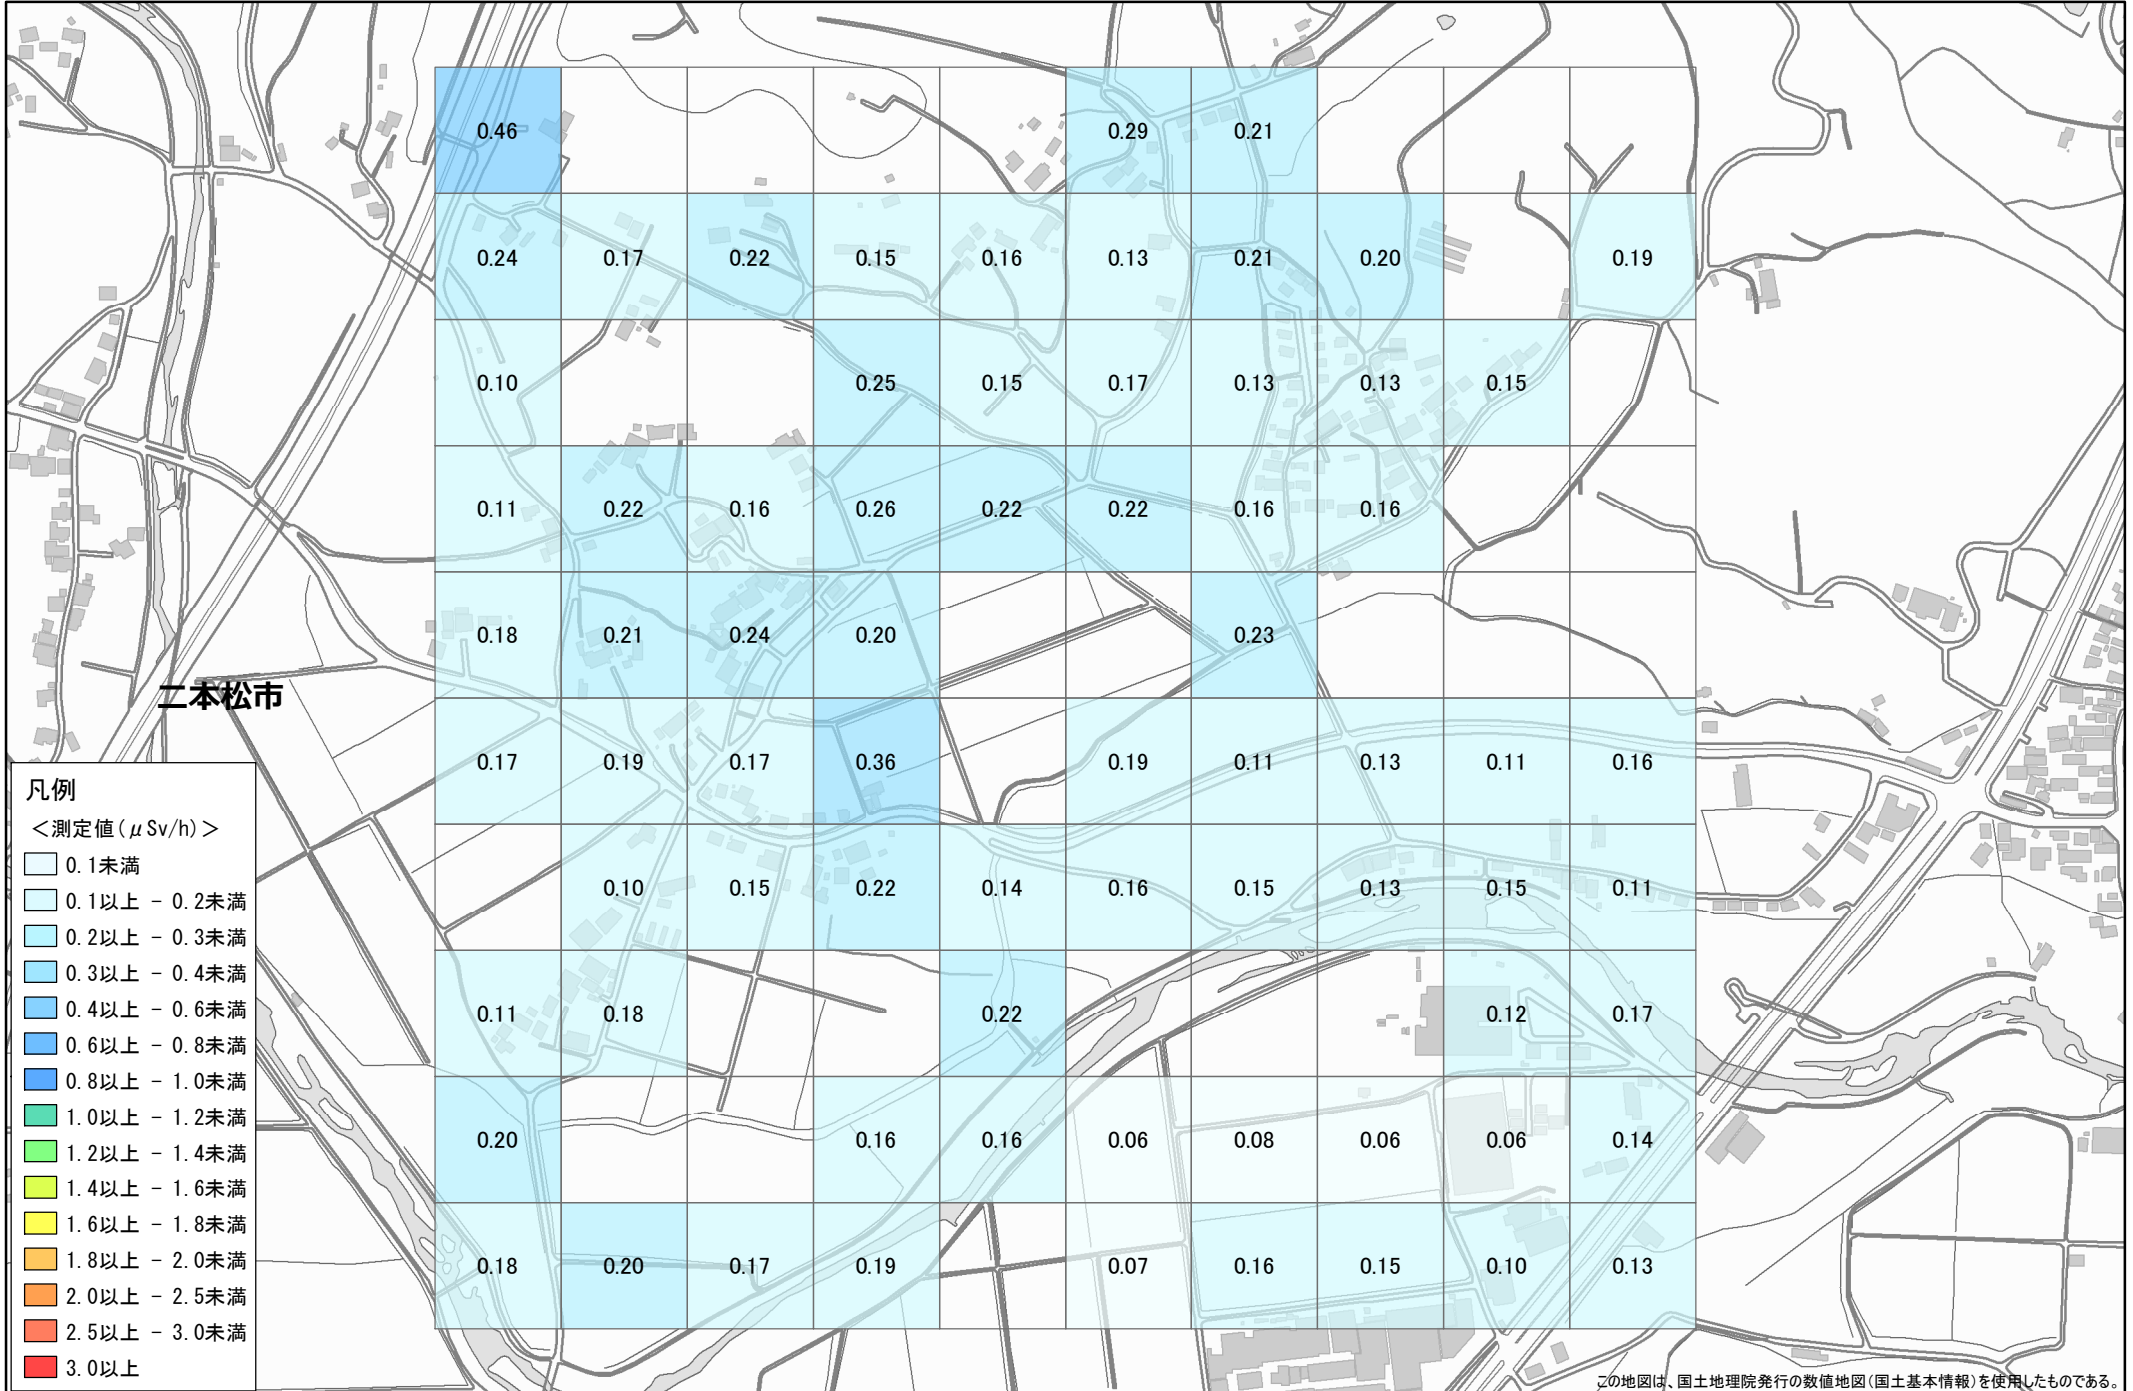 0.46 0.29 0.21
0.24 0.17 0.22 0.15 0.16 0.13 0.21 0.20 0.19
0.10 0.25 0.15 0.17 0.13 0.13 0.15
0.11 0.22 0.16 0.26 0.22 0.22 0.16 0.16
0.18 0.21 0.24 0.20 0.23
二本松市
0.17 0.19 0.17 0.36 0.19 0.11 0.13 0.11 0.16
0.10 0.15 0.22 0.14 0.16 0.15 0.13 0.15 0.11
0.11 0.18 0.22 0.12 0.17
0.20 0.16 0.16 0.06 0.08 0.06 0.06 0.14
0.18 0.20 0.17 0.19 0.07 0.16 0.15 0.10 0.13
凡例
＜測定値(μSv/h)＞
0.1未満
0.1以上 - 0.2未満
0.2以上 - 0.3未満
0.3以上 - 0.4未満
0.4以上 - 0.6未満
0.6以上 - 0.8未満
0.8以上 - 1.0未満
1.0以上 - 1.2未満
1.2以上 - 1.4未満
1.4以上 - 1.6未満
1.6以上 - 1.8未満
1.8以上 - 2.0未満
2.0以上 - 2.5未満
2.5以上 - 3.0未満
3.0以上
この地図は、国土地理院発行の数値地図(国土基本情報)を使用したものである。